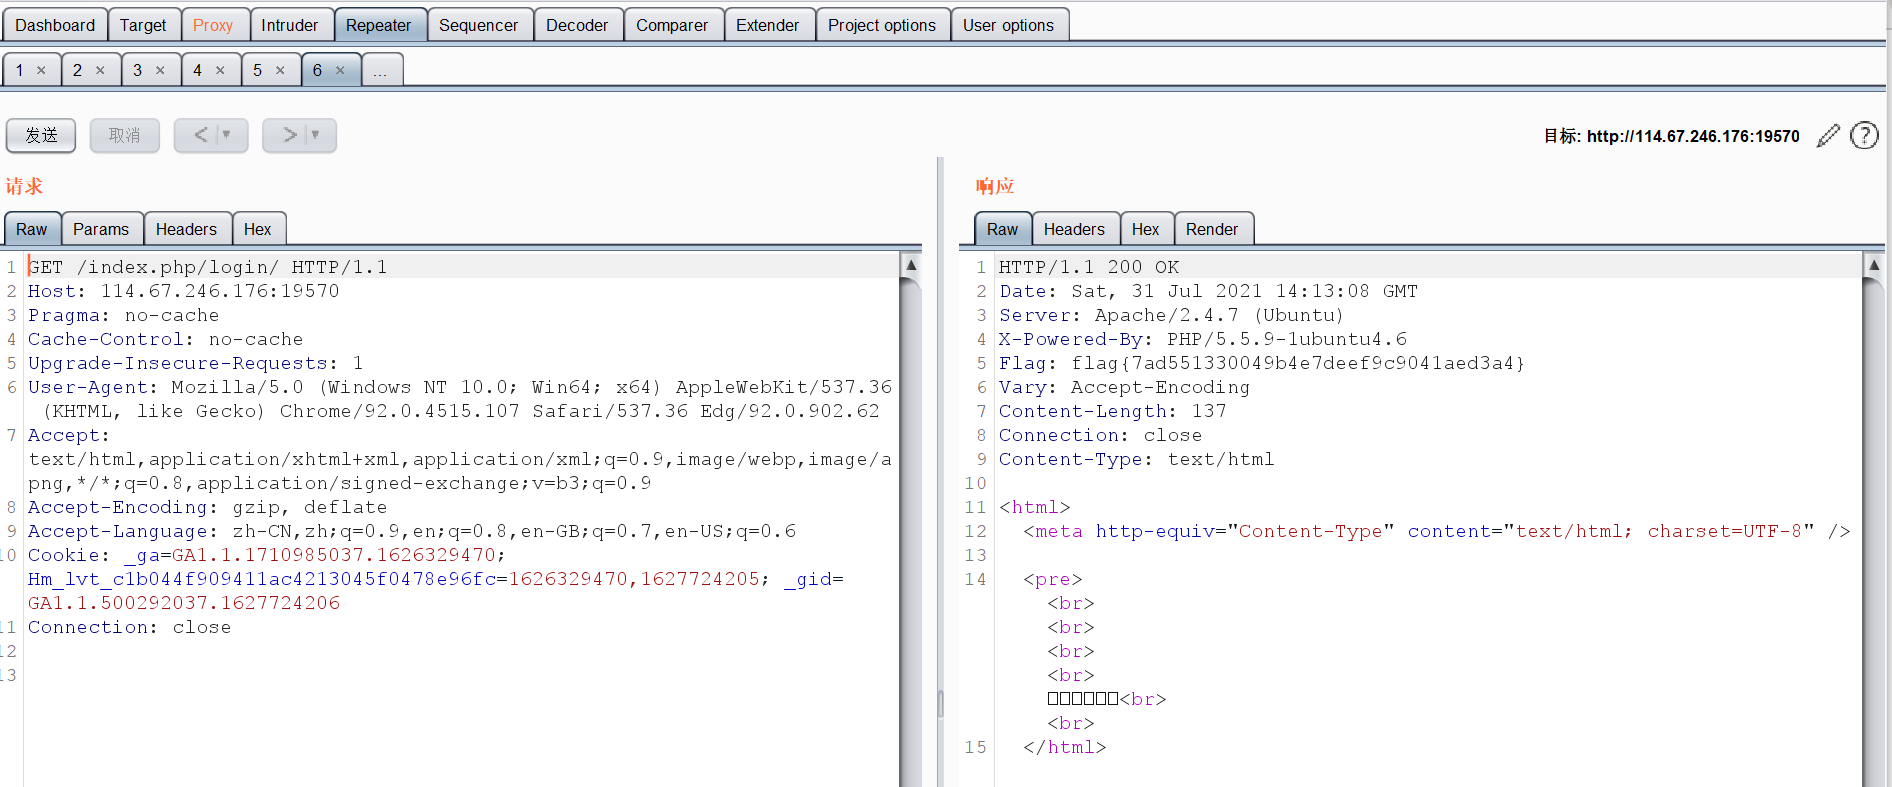 Dashboard Target Proxy Intruder Repeater Sequencer Decoder Comparer Extender Project options User options
1 × 2 × 3 × 4 × 5 × 6 × ...
发送 取消 < > 目标: http://114.67.246.176:19570
请求
Raw Params Headers Hex
1 GET /index.php/login/ HTTP/1.1
2 Host: 114.67.246.176:19570
3 Pragma: no-cache
4 Cache-Control: no-cache
5 Upgrade-Insecure-Requests: 1
6 User-Agent: Mozilla/5.0 (Windows NT 10.0; Win64; x64) AppleWebKit/537.36
(KHTML, like Gecko) Chrome/92.0.4515.107 Safari/537.36 Edg/92.0.902.62
7 Accept:
text/html,application/xhtml+xml,application/xml;q=0.9,image/webp,image/a
png,*/*;q=0.8,application/signed-exchange;v=b3;q=0.9
8 Accept-Encoding: gzip, deflate
9 Accept-Language: zh-CN,zh;q=0.9,en;q=0.8,en-GB;q=0.7,en-US;q=0.6
10 Cookie: _ga=GA1.1.1710985037.1626329470;
Hm_lvt_c1b044f909411ac4213045f0478e96fc=1626329470,1627724205; _gid=
GA1.1.500292037.1627724206
11 Connection: close
12
13
响应
Raw Headers Hex Render
1 HTTP/1.1 200 OK
2 Date: Sat, 31 Jul 2021 14:13:08 GMT
3 Server: Apache/2.4.7 (Ubuntu)
4 X-Powered-By: PHP/5.5.9-1ubuntu4.6
5 Flag: flag{7ad551330049b4e7deef9c9041aed3a4}
6 Vary: Accept-Encoding
7 Content-Length: 137
8 Connection: close
9 Content-Type: text/html
10
11 <html>
12 <meta http-equiv="Content-Type" content="text/html; charset=UTF-8" />
13
14 <pre>
<br>
<br>
<br>
<br>
□□□□□□<br>
<br>
15 </html>